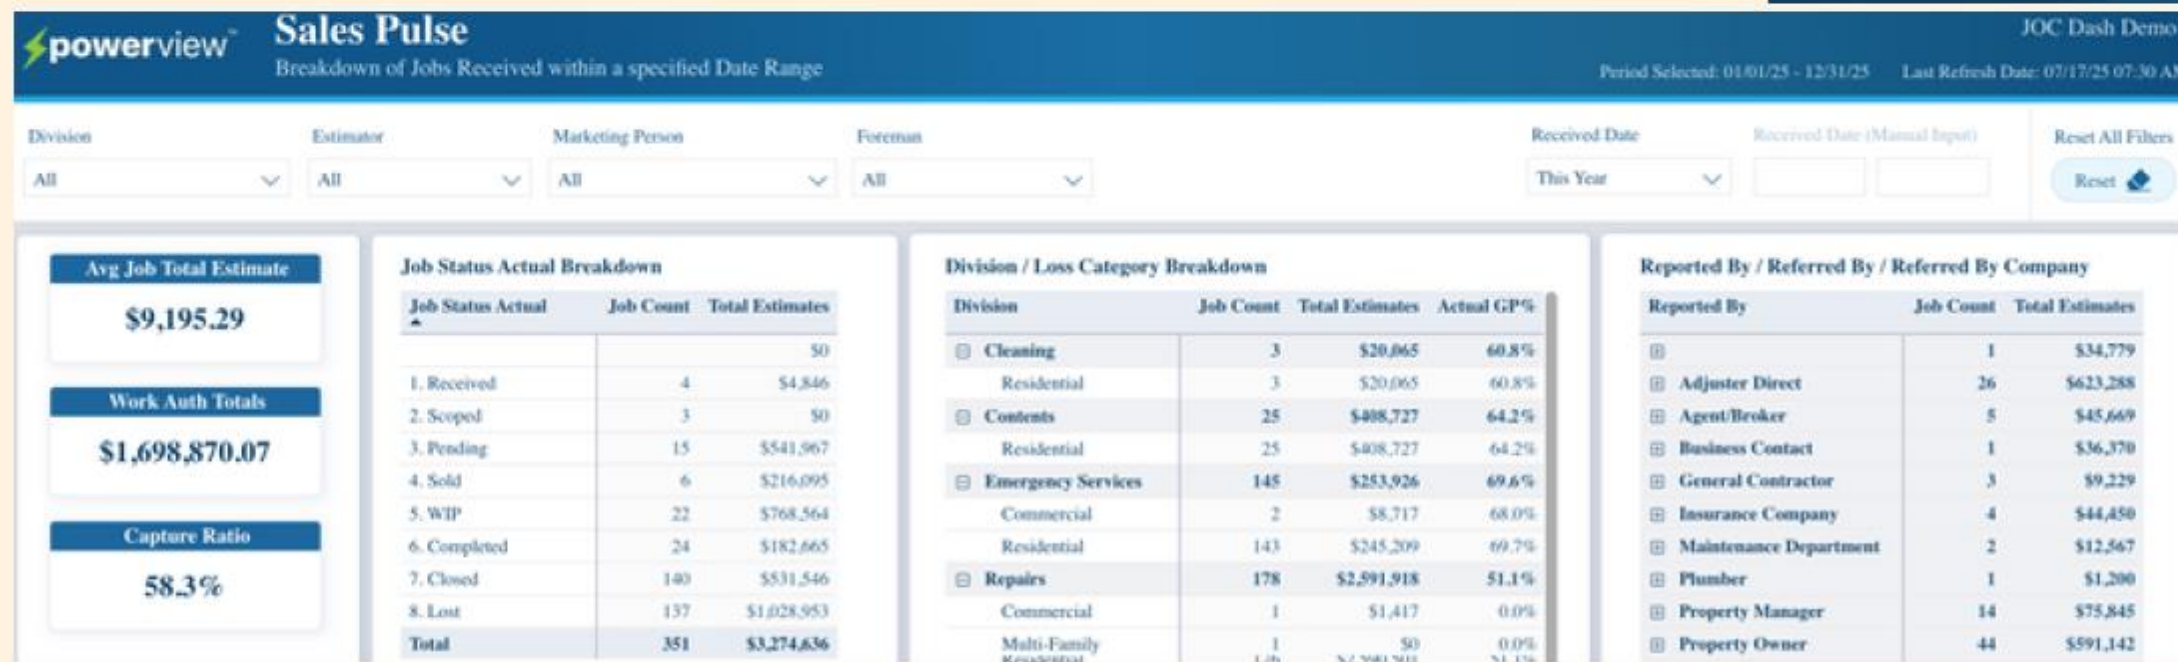 powerview™
Sales Pulse
Breakdown of Jobs Received within a specified Date Range
JOC Dash Demo
Period Selected: 01/01/25 - 12/31/25 Last Refresh Date: 07/17/25 07:30 AM
Division Estimator Marketing Person Foreman Received Date Received Date (Manual Input) Reset All Filters
All All All All This Year Reset
Avg Job Total Estimate
$9,195.29
Work Auth Totals
$1,698,870.07
Capture Ratio
58.3%
Job Status Actual Breakdown
Job Status Actual Job Count Total Estimates
$0
1. Received 4 $4,846
2. Scoped 3 $0
3. Pending 15 $541,967
4. Sold 6 $216,095
5. WIP 22 $768,564
6. Completed 24 $182,665
7. Closed 140 $531,546
8. Lost 137 $1,028,953
Total 351 $3,274,636
Division / Loss Category Breakdown
Division Job Count Total Estimates Actual GP%
Cleaning 3 $20,065 60.8%
Residential 3 $20,065 60.8%
Contents 25 $408,727 64.2%
Residential 25 $408,727 64.2%
Emergency Services 145 $253,926 69.6%
Commercial 2 $8,717 68.0%
Residential 143 $245,209 69.7%
Repairs 178 $2,591,918 51.1%
Commercial 1 $1,417 0.0%
Multi-Family 1 $0 0.0%
Residential
Reported By / Referred By / Referred By Company
Reported By Job Count Total Estimates
1 $34,779
Adjuster Direct 26 $623,288
Agent/Broker 5 $45,669
Business Contact 1 $36,370
General Contractor 3 $9,229
Insurance Company 4 $44,450
Maintenance Department 2 $12,567
Plumber 1 $1,200
Property Manager 14 $75,845
Property Owner 44 $591,142